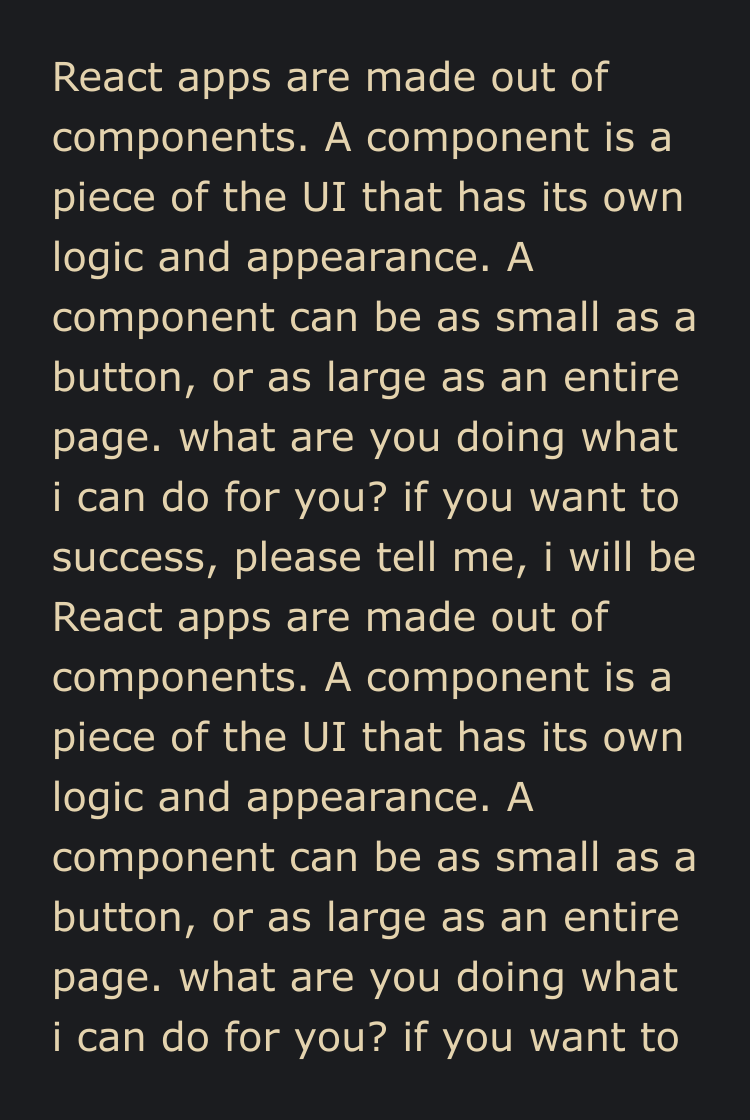 React apps are made out of
components. A component is a
piece of the UI that has its own
logic and appearance. A
component can be as small as a
button, or as large as an entire
page. what are you doing what
i can do for you? if you want to
success, please tell me, i will be
React apps are made out of
components. A component is a
piece of the UI that has its own
logic and appearance. A
component can be as small as a
button, or as large as an entire
page. what are you doing what
i can do for you? if you want to